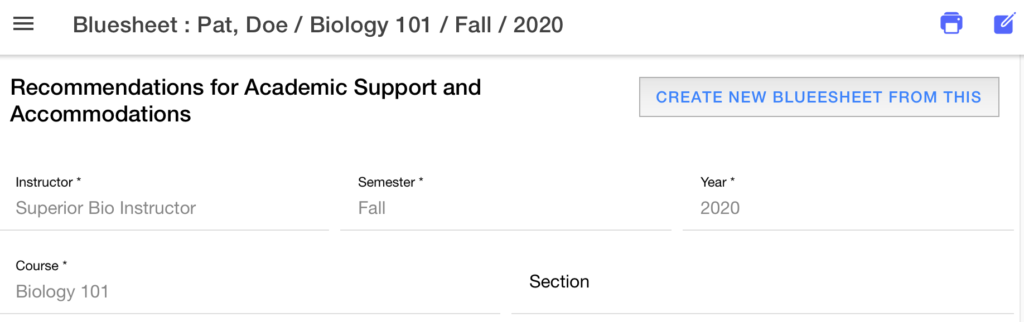 Bluesheet : Pat, Doe / Biology 101 / Fall / 2020
Recommendations for Academic Support and
Accommodations
CREATE NEW BLUEESHEET FROM THIS
Instructor *
Superior Bio Instructor
Semester *
Fall
Year *
2020
Course *
Biology 101
Section